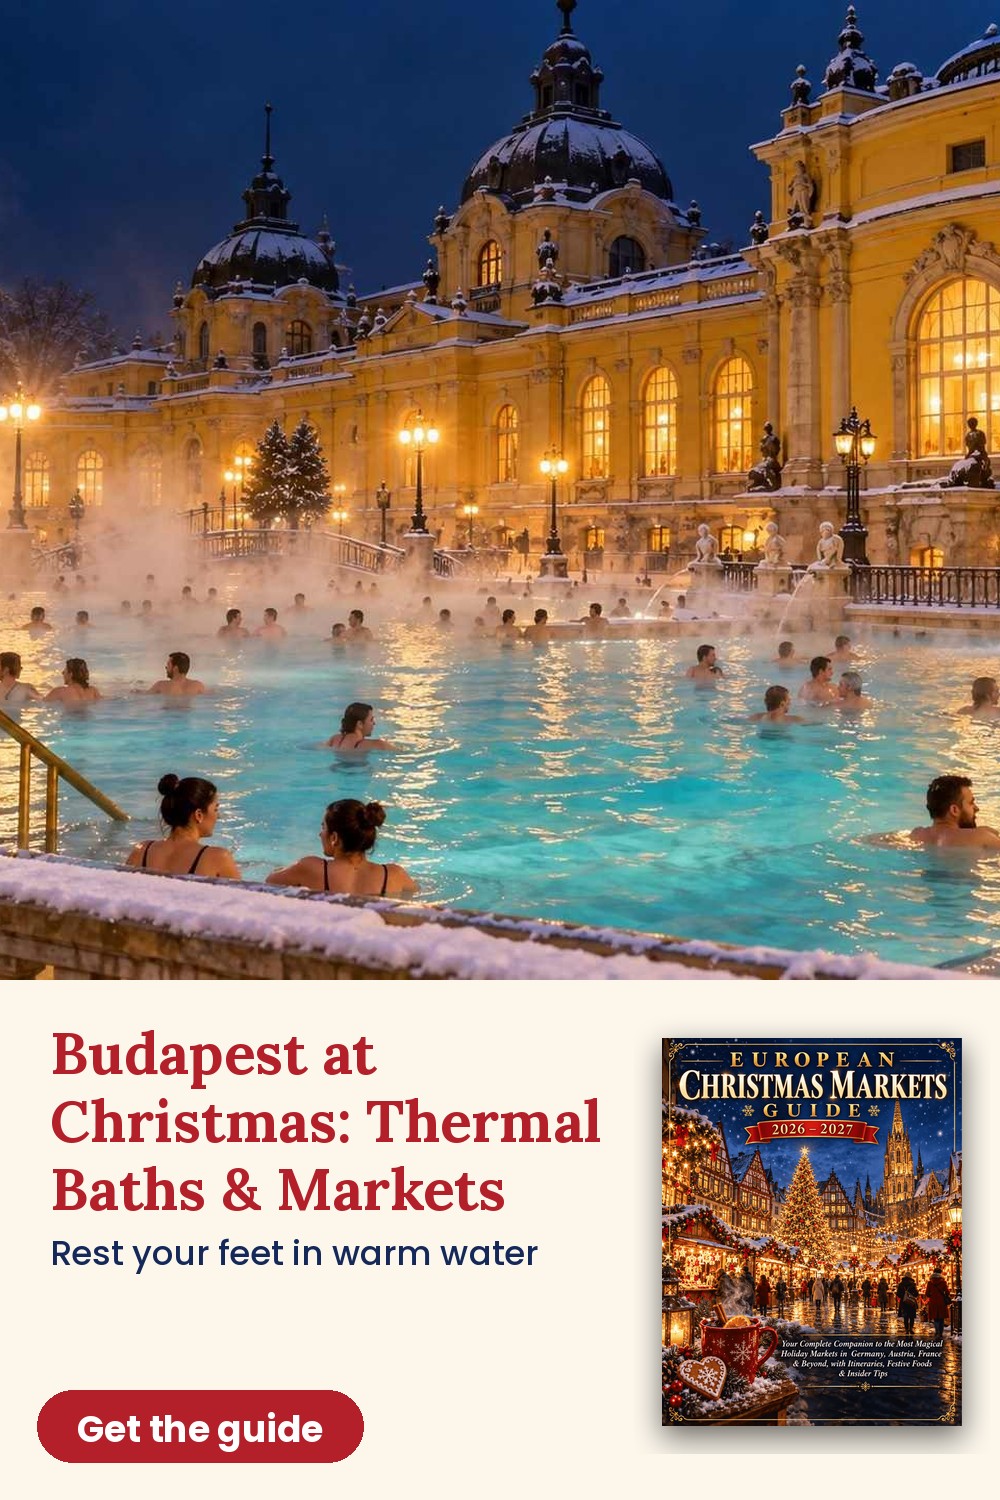 Budapest at
Christmas: Thermal
Baths & Markets
Rest your feet in warm water
Get the guide
EUROPEAN
CHRISTMAS MARKETS
GUIDE
2026 – 2027
Your Complete Companion to the Most Magical
Holiday Markets in Germany, Austria, France
& Beyond, with Itineraries, Festive Foods
& Insider Tips